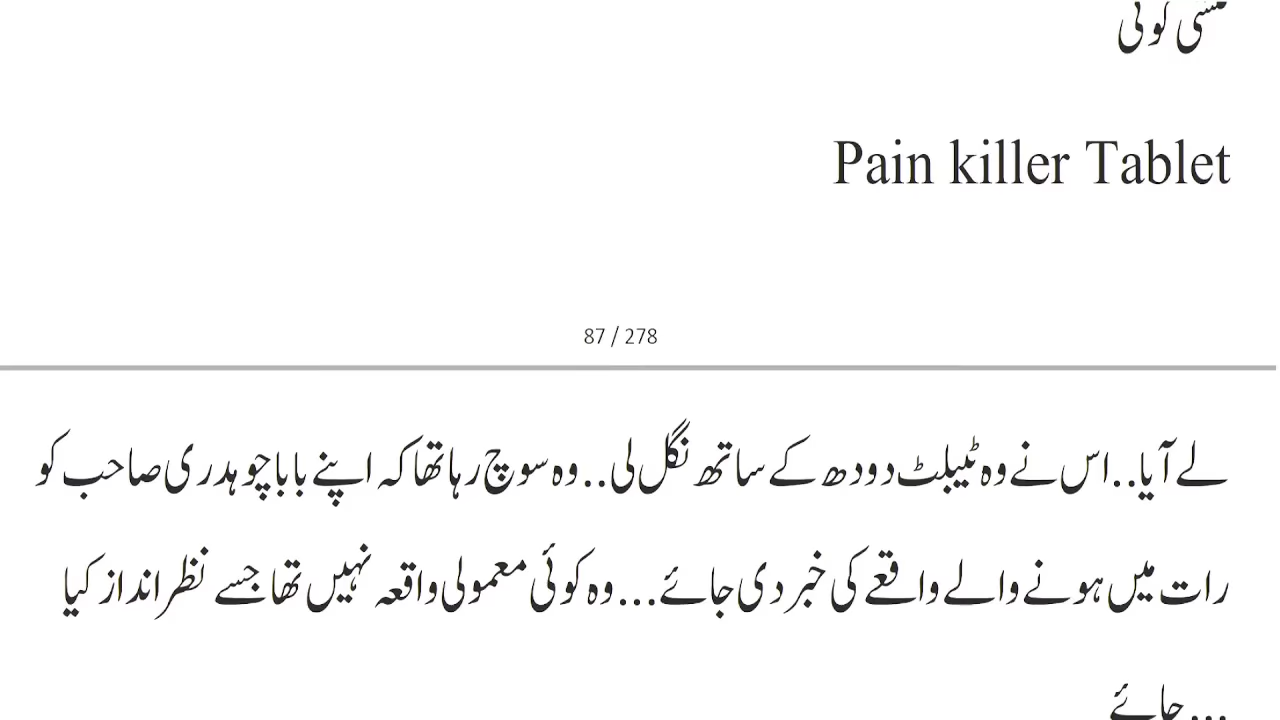 کوئی
Pain killer Tablet
87 / 278
لے آیا..اس نے وہ ٹیبلٹ دودھ کے ساتھ نگل لی..وہ سوچ رہا تھا کہ اپنے بابا چوہدری صاحب کو
رات میں ہونے والے واقعے کی خبر دی جائے...وہ کوئی معمولی واقعہ نہیں تھا جسے نظر انداز کیا
جائے...